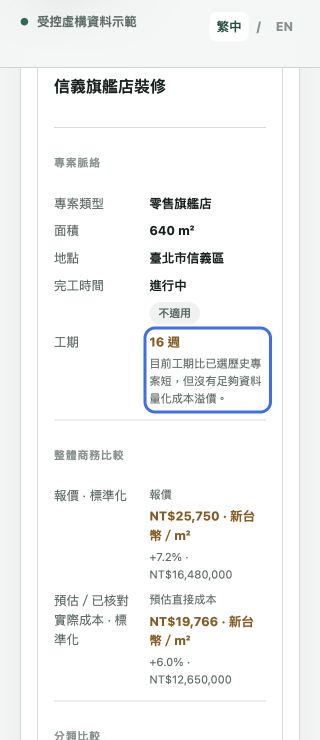 受控虛構資料示範
繁中 / EN
信義旗艦店裝修
專案脈絡
專案類型 零售旗艦店
面積 640 m²
地點 臺北市信義區
完工時間 進行中
不適用
工期 16 週
目前工期比已選歷史專
案短，但沒有足夠資料
量化成本溢價。
整體商務比較
報價 · 標準化 報價
NT$25,750 · 新台
幣 / m²
+7.2% ·
NT$16,480,000
預估 / 已核對 預估直接成本
實際成本 · 標 NT$19,766 · 新台
準化 幣 / m²
+6.0% ·
NT$12,650,000
分類比較